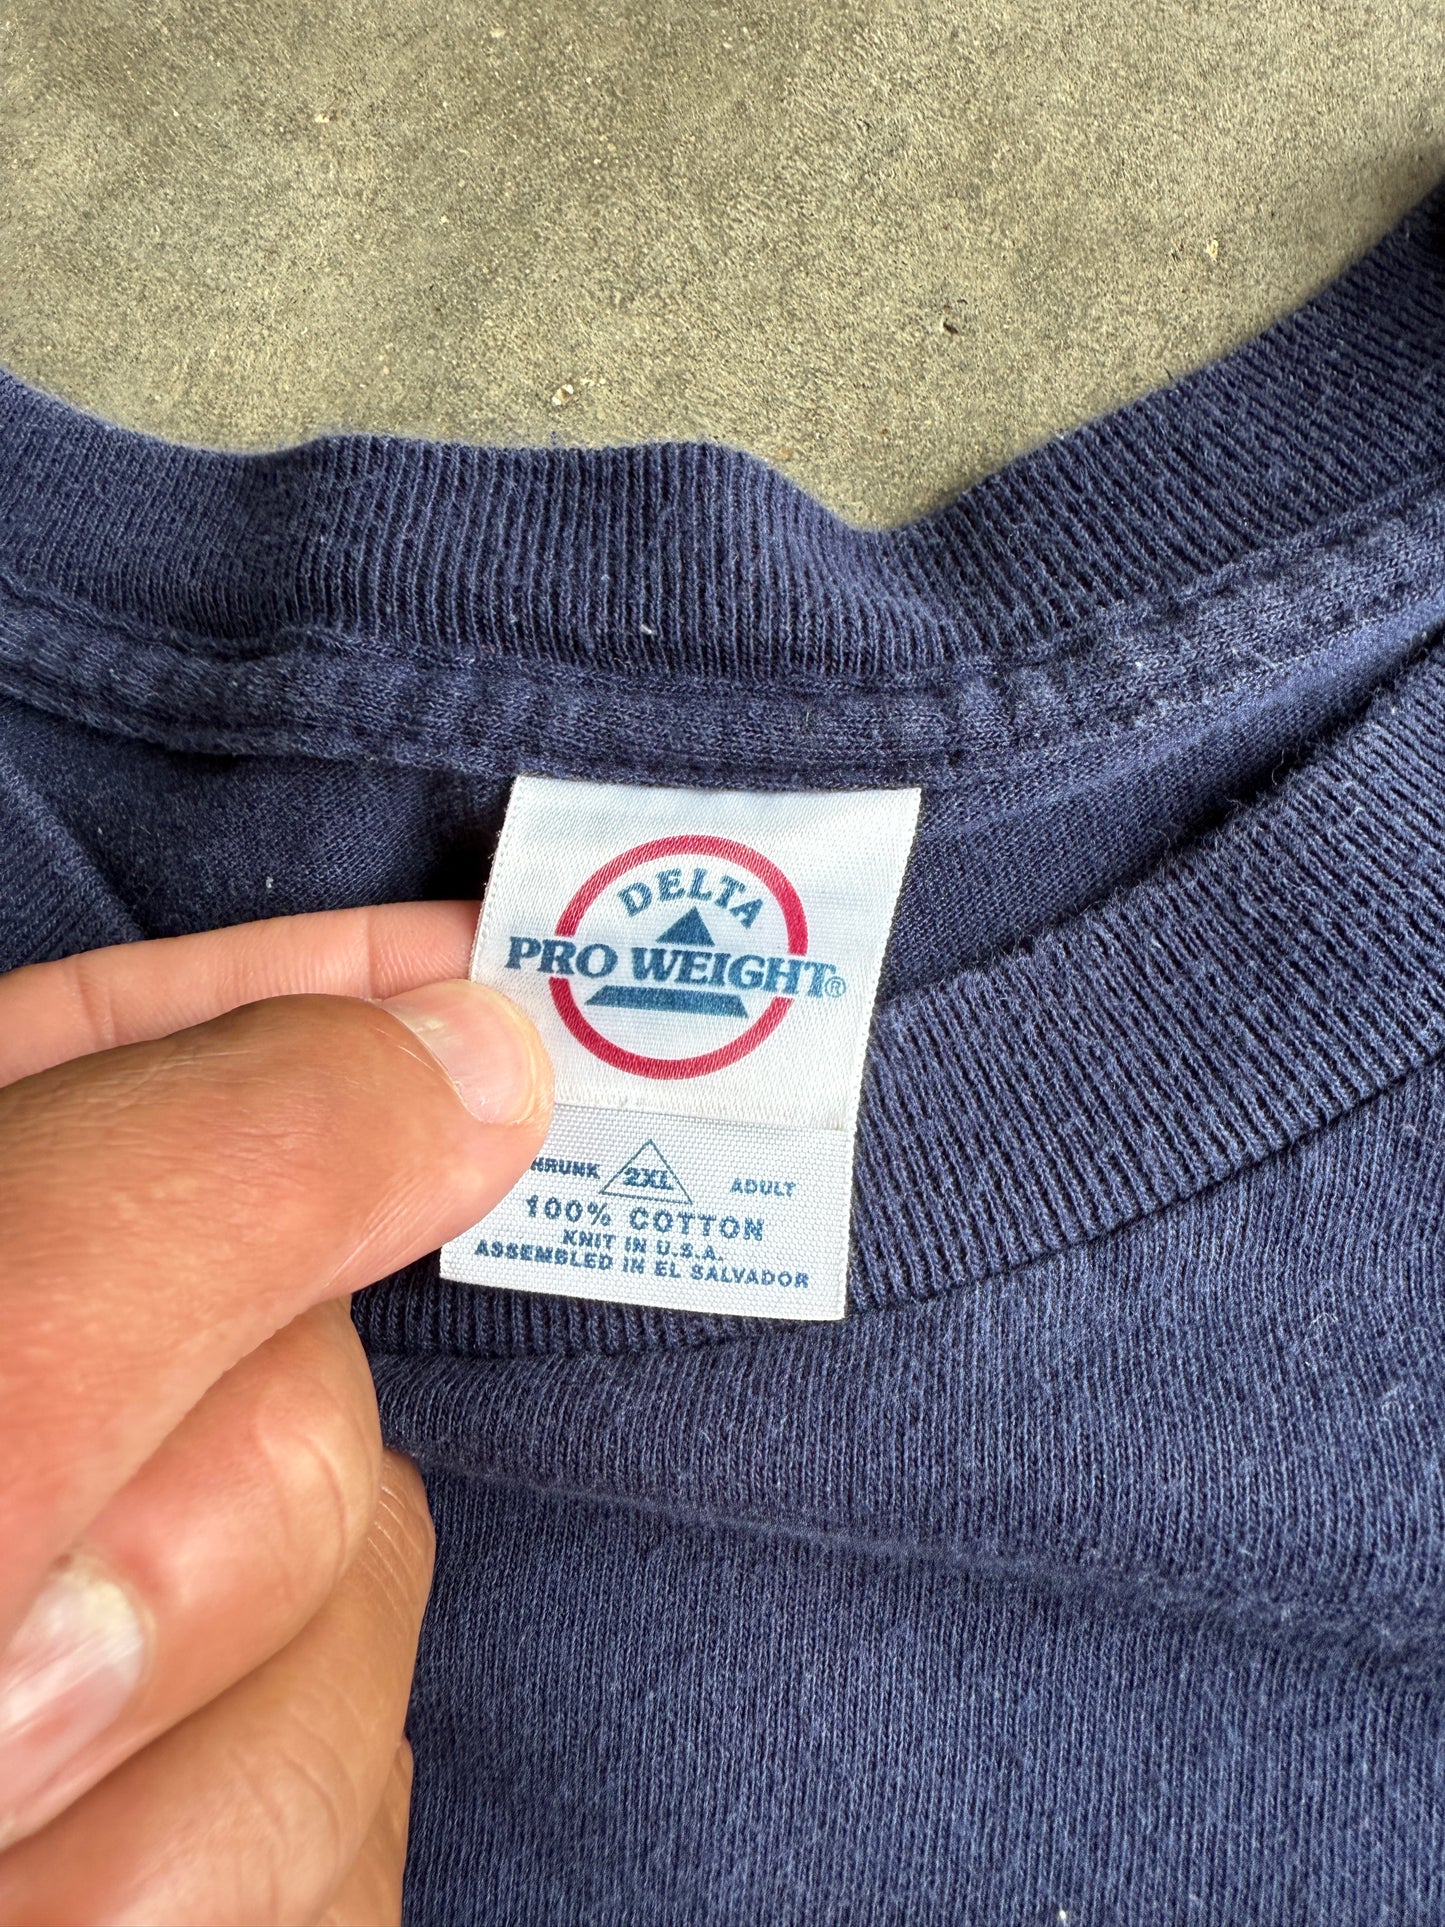 DELTA
PRO WEIGHT®
2XL ADULT
100% COTTON
KNIT IN U.S.A.
ASSEMBLED IN EL SALVADOR